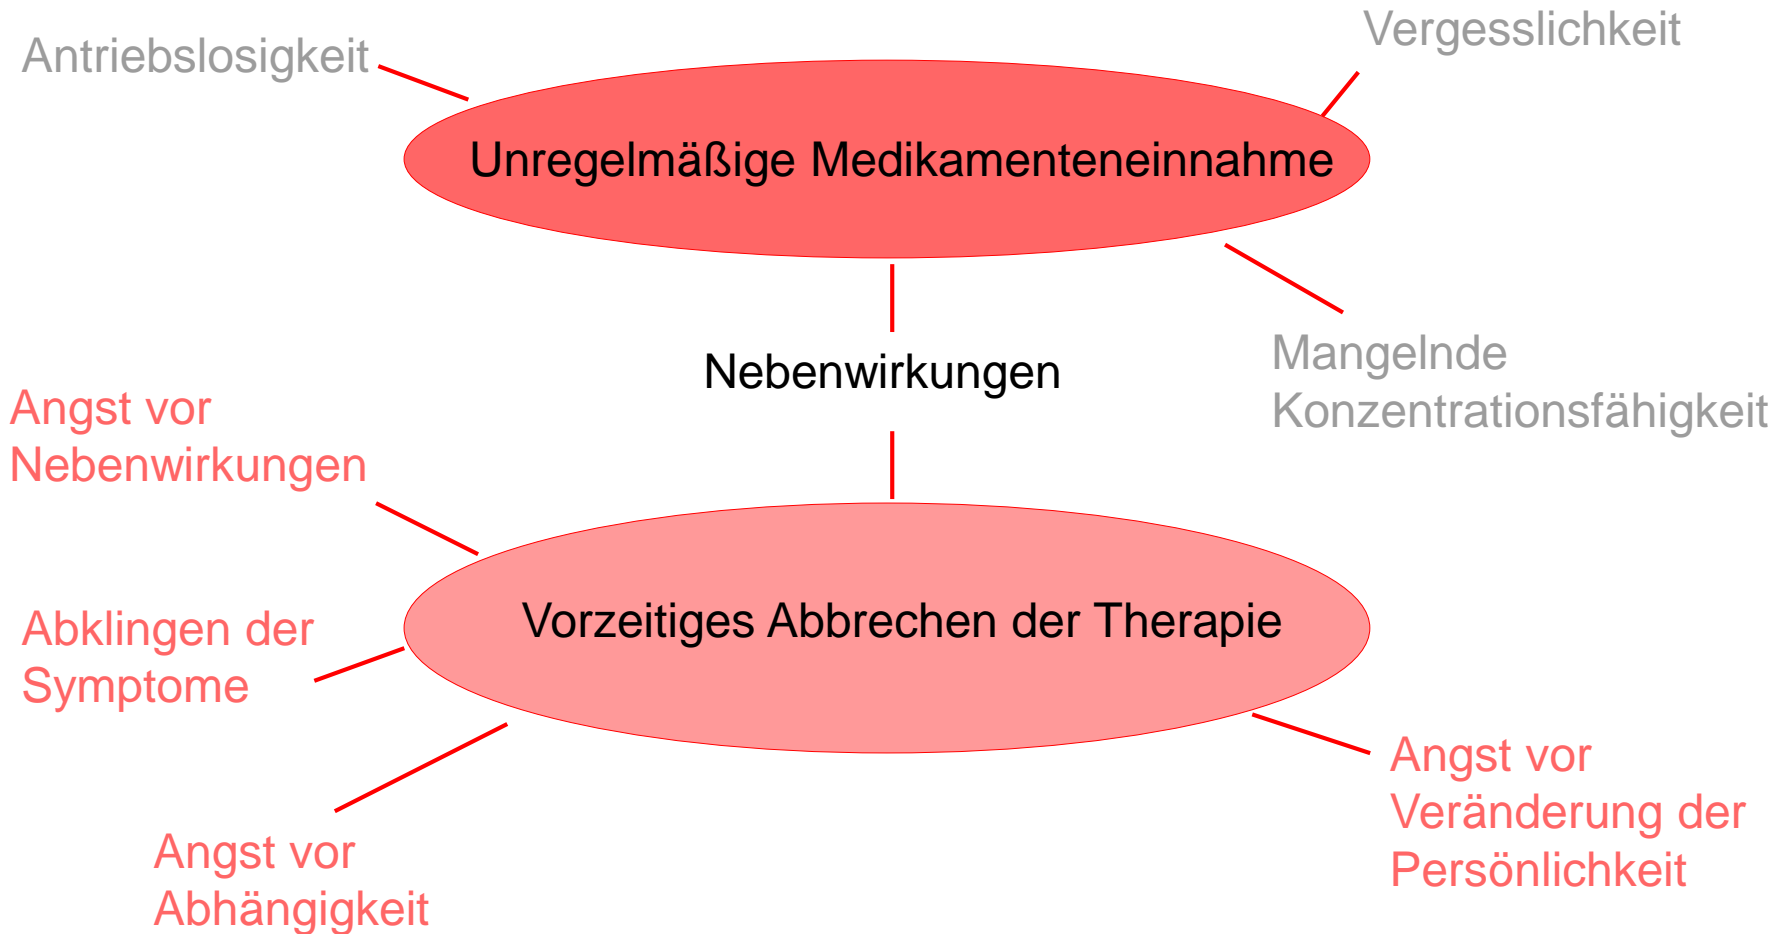 Antriebslosigkeit
Vergesslichkeit
Unregelmäßige Medikamenteneinnahme
Nebenwirkungen
Mangelnde
Konzentrationsfähigkeit
Angst vor
Nebenwirkungen
Vorzeitiges Abbrechen der Therapie
Abklingen der
Symptome
Angst vor
Abhängigkeit
Angst vor
Veränderung der
Persönlichkeit